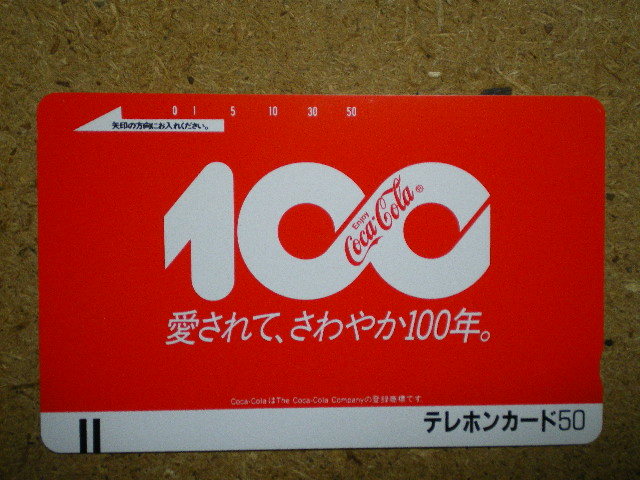 0 1 5 10 30 50
矢印の方向にお入れください。
100
Enjoy
Coca-Cola®
愛されて、さわやか100年。
Coca-ColaはThe Coca-Cola Companyの登録商標です
テレホンカード50